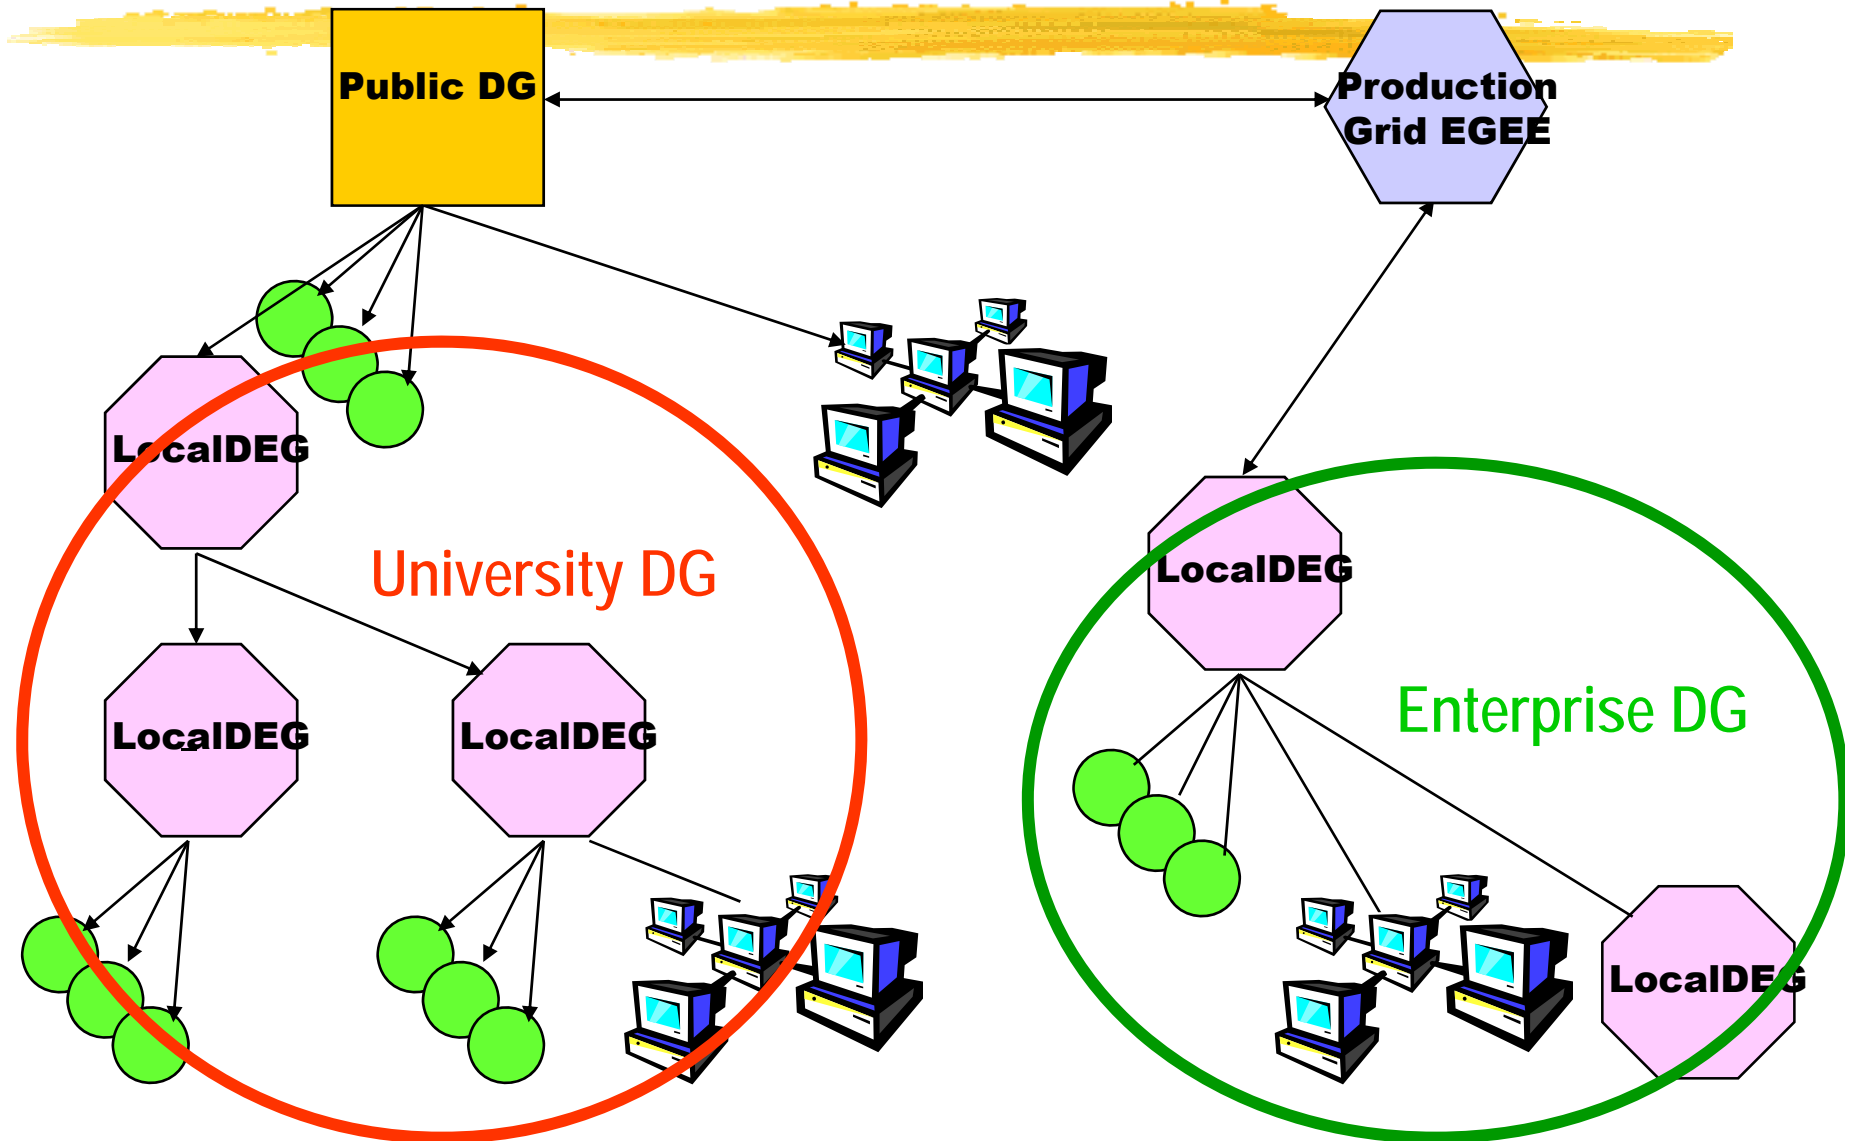 Public DG
Production
Grid EGEE
LocalDEG
University DG
LocalDEG
Enterprise DG
LocalDEG
LocalDEG
LocalDEG